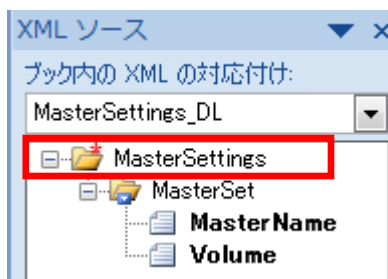 XML ソース
ブック内の XML の対応付け:
MasterSettings_DL
MasterSettings
MasterSet
MasterName
Volume